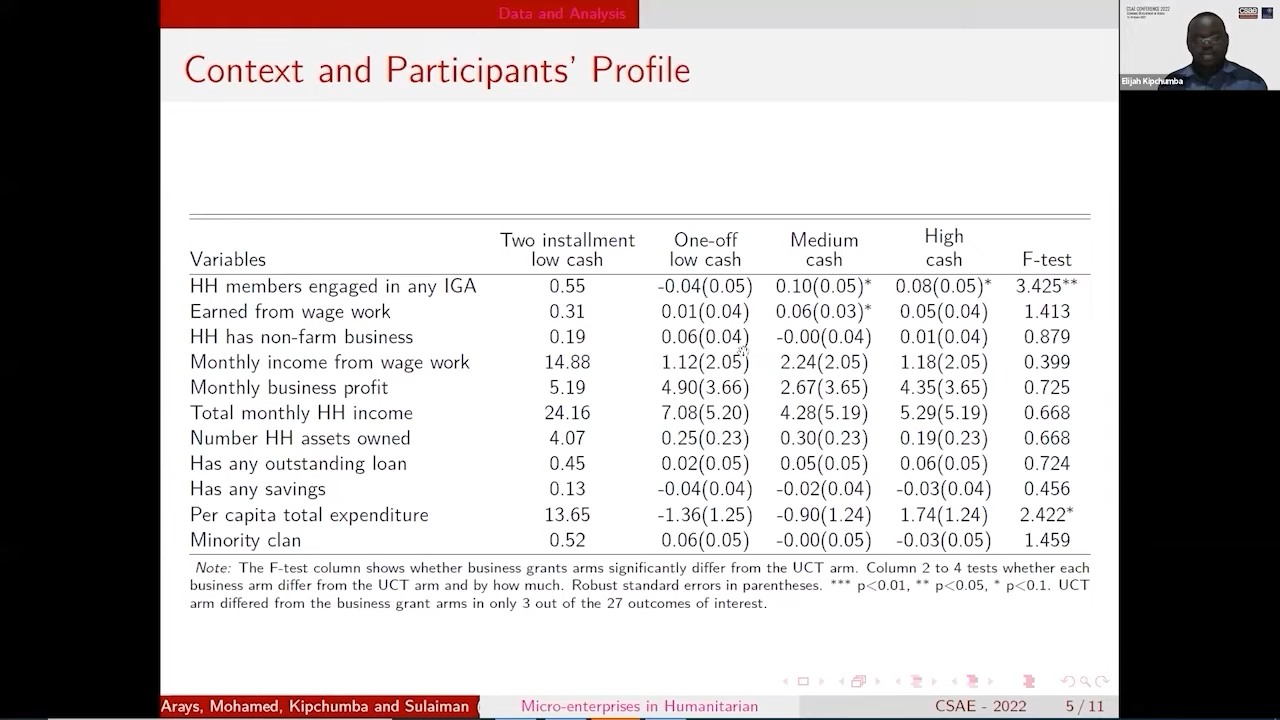 Data and Analysis
CSAE CONFERENCE 2022
csae
Elijah Kipchumba
Context and Participants' Profile
Variables Two installment low cash One-off low cash Medium cash High cash F-test
HH members engaged in any IGA 0.55 -0.04(0.05) 0.10(0.05)* 0.08(0.05)* 3.425**
Earned from wage work 0.31 0.01(0.04) 0.06(0.03)* 0.05(0.04) 1.413
HH has non-farm business 0.19 0.06(0.04) -0.00(0.04) 0.01(0.04) 0.879
Monthly income from wage work 14.88 1.12(2.05) 2.24(2.05) 1.18(2.05) 0.399
Monthly business profit 5.19 4.90(3.66) 2.67(3.65) 4.35(3.65) 0.725
Total monthly HH income 24.16 7.08(5.20) 4.28(5.19) 5.29(5.19) 0.668
Number HH assets owned 4.07 0.25(0.23) 0.30(0.23) 0.19(0.23) 0.668
Has any outstanding loan 0.45 0.02(0.05) 0.05(0.05) 0.06(0.05) 0.724
Has any savings 0.13 -0.04(0.04) -0.02(0.04) -0.03(0.04) 0.456
Per capita total expenditure 13.65 -1.36(1.25) -0.90(1.24) 1.74(1.24) 2.422*
Minority clan 0.52 0.06(0.05) -0.00(0.05) -0.03(0.05) 1.459
Note: The F-test column shows whether business grants arms significantly differ from the UCT arm. Column 2 to 4 tests whether each
business arm differ from the UCT arm and by how much. Robust standard errors in parentheses. *** p<0.01, ** p<0.05, * p<0.1. UCT
arm differed from the business grant arms in only 3 out of the 27 outcomes of interest.
Arays, Mohamed, Kipchumba and Sulaiman ( Micro-enterprises in Humanitarian CSAE - 2022 5 / 11